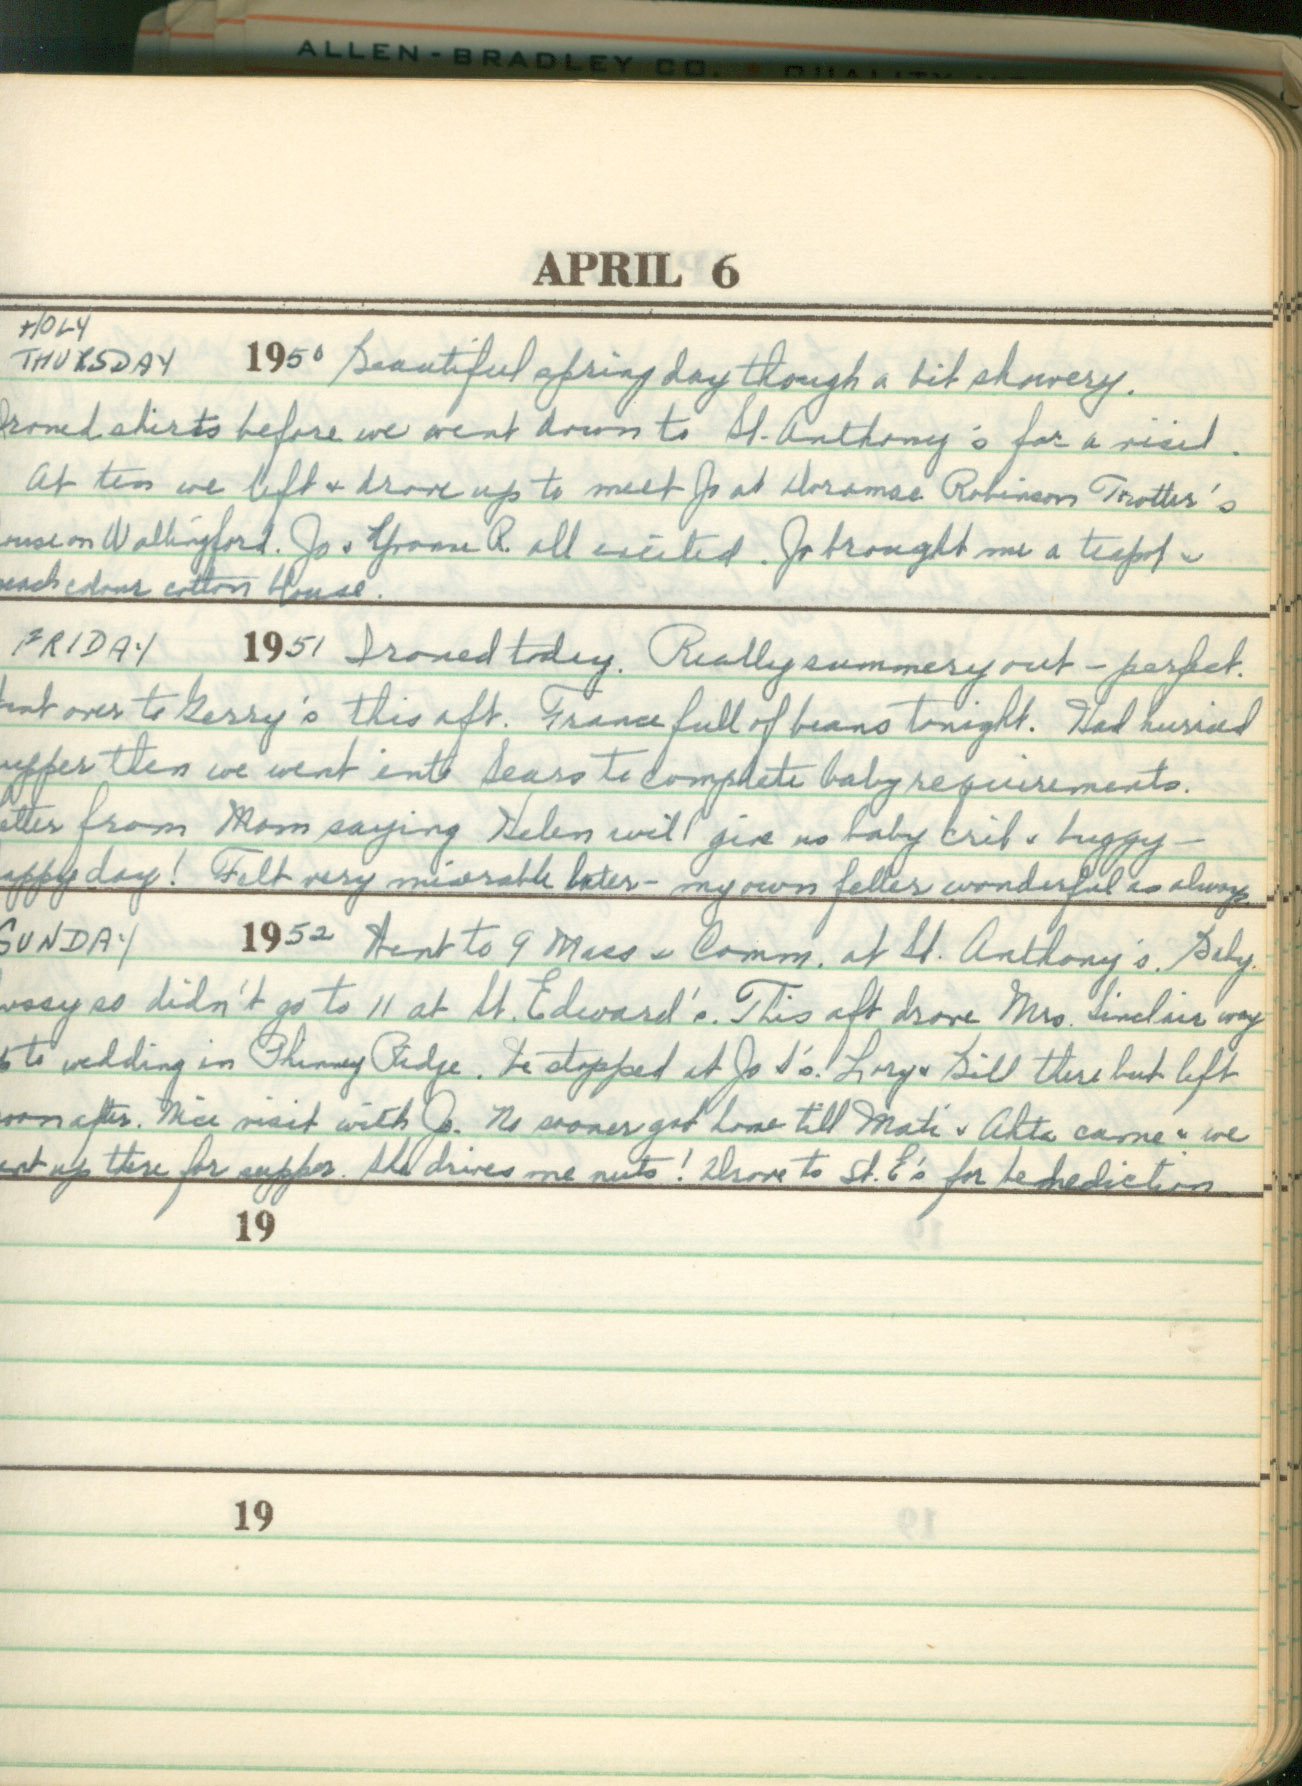 ALLEN-BRADLEY CO. QUALITY
APRIL 6
HOLY
THURSDAY 1950 Beautiful spring day though a bit showery.
Ironed shirts before we went down to St. Anthony's for a visit.
At ten we left & drove up to meet Jo at Robinson Trotter's
house on Wallingford. Jo & Yvonne R. all excited. Jo brought me a teapot &
peach colour cotton blouse.
FRIDAY 1951 Ironed today. Really summery out - perfect.
Went over to Gerry's this aft. France full of beans tonight. Had hurried
supper then we went into Sears to complete baby requirements.
Letter from Mom saying Helen will give us baby crib & buggy -
happy day! Felt very miserable later - my own feller wonderful as always
SUNDAY 1952 Went to 9 Mass & Comm. at St. Anthony's. Baby
fussy so didn't go to 11 at St. Edward's. This aft drove Mrs. Sinclair way
to wedding in Phinney Ridge. We stopped at Jo S's. Lory & Bill there but left
soon after. Nice visit with Jo. No sooner got home till Mati & Ahta came & we
went up there for supper. She drives me nuts! Drove to St. E's for benediction
19
19